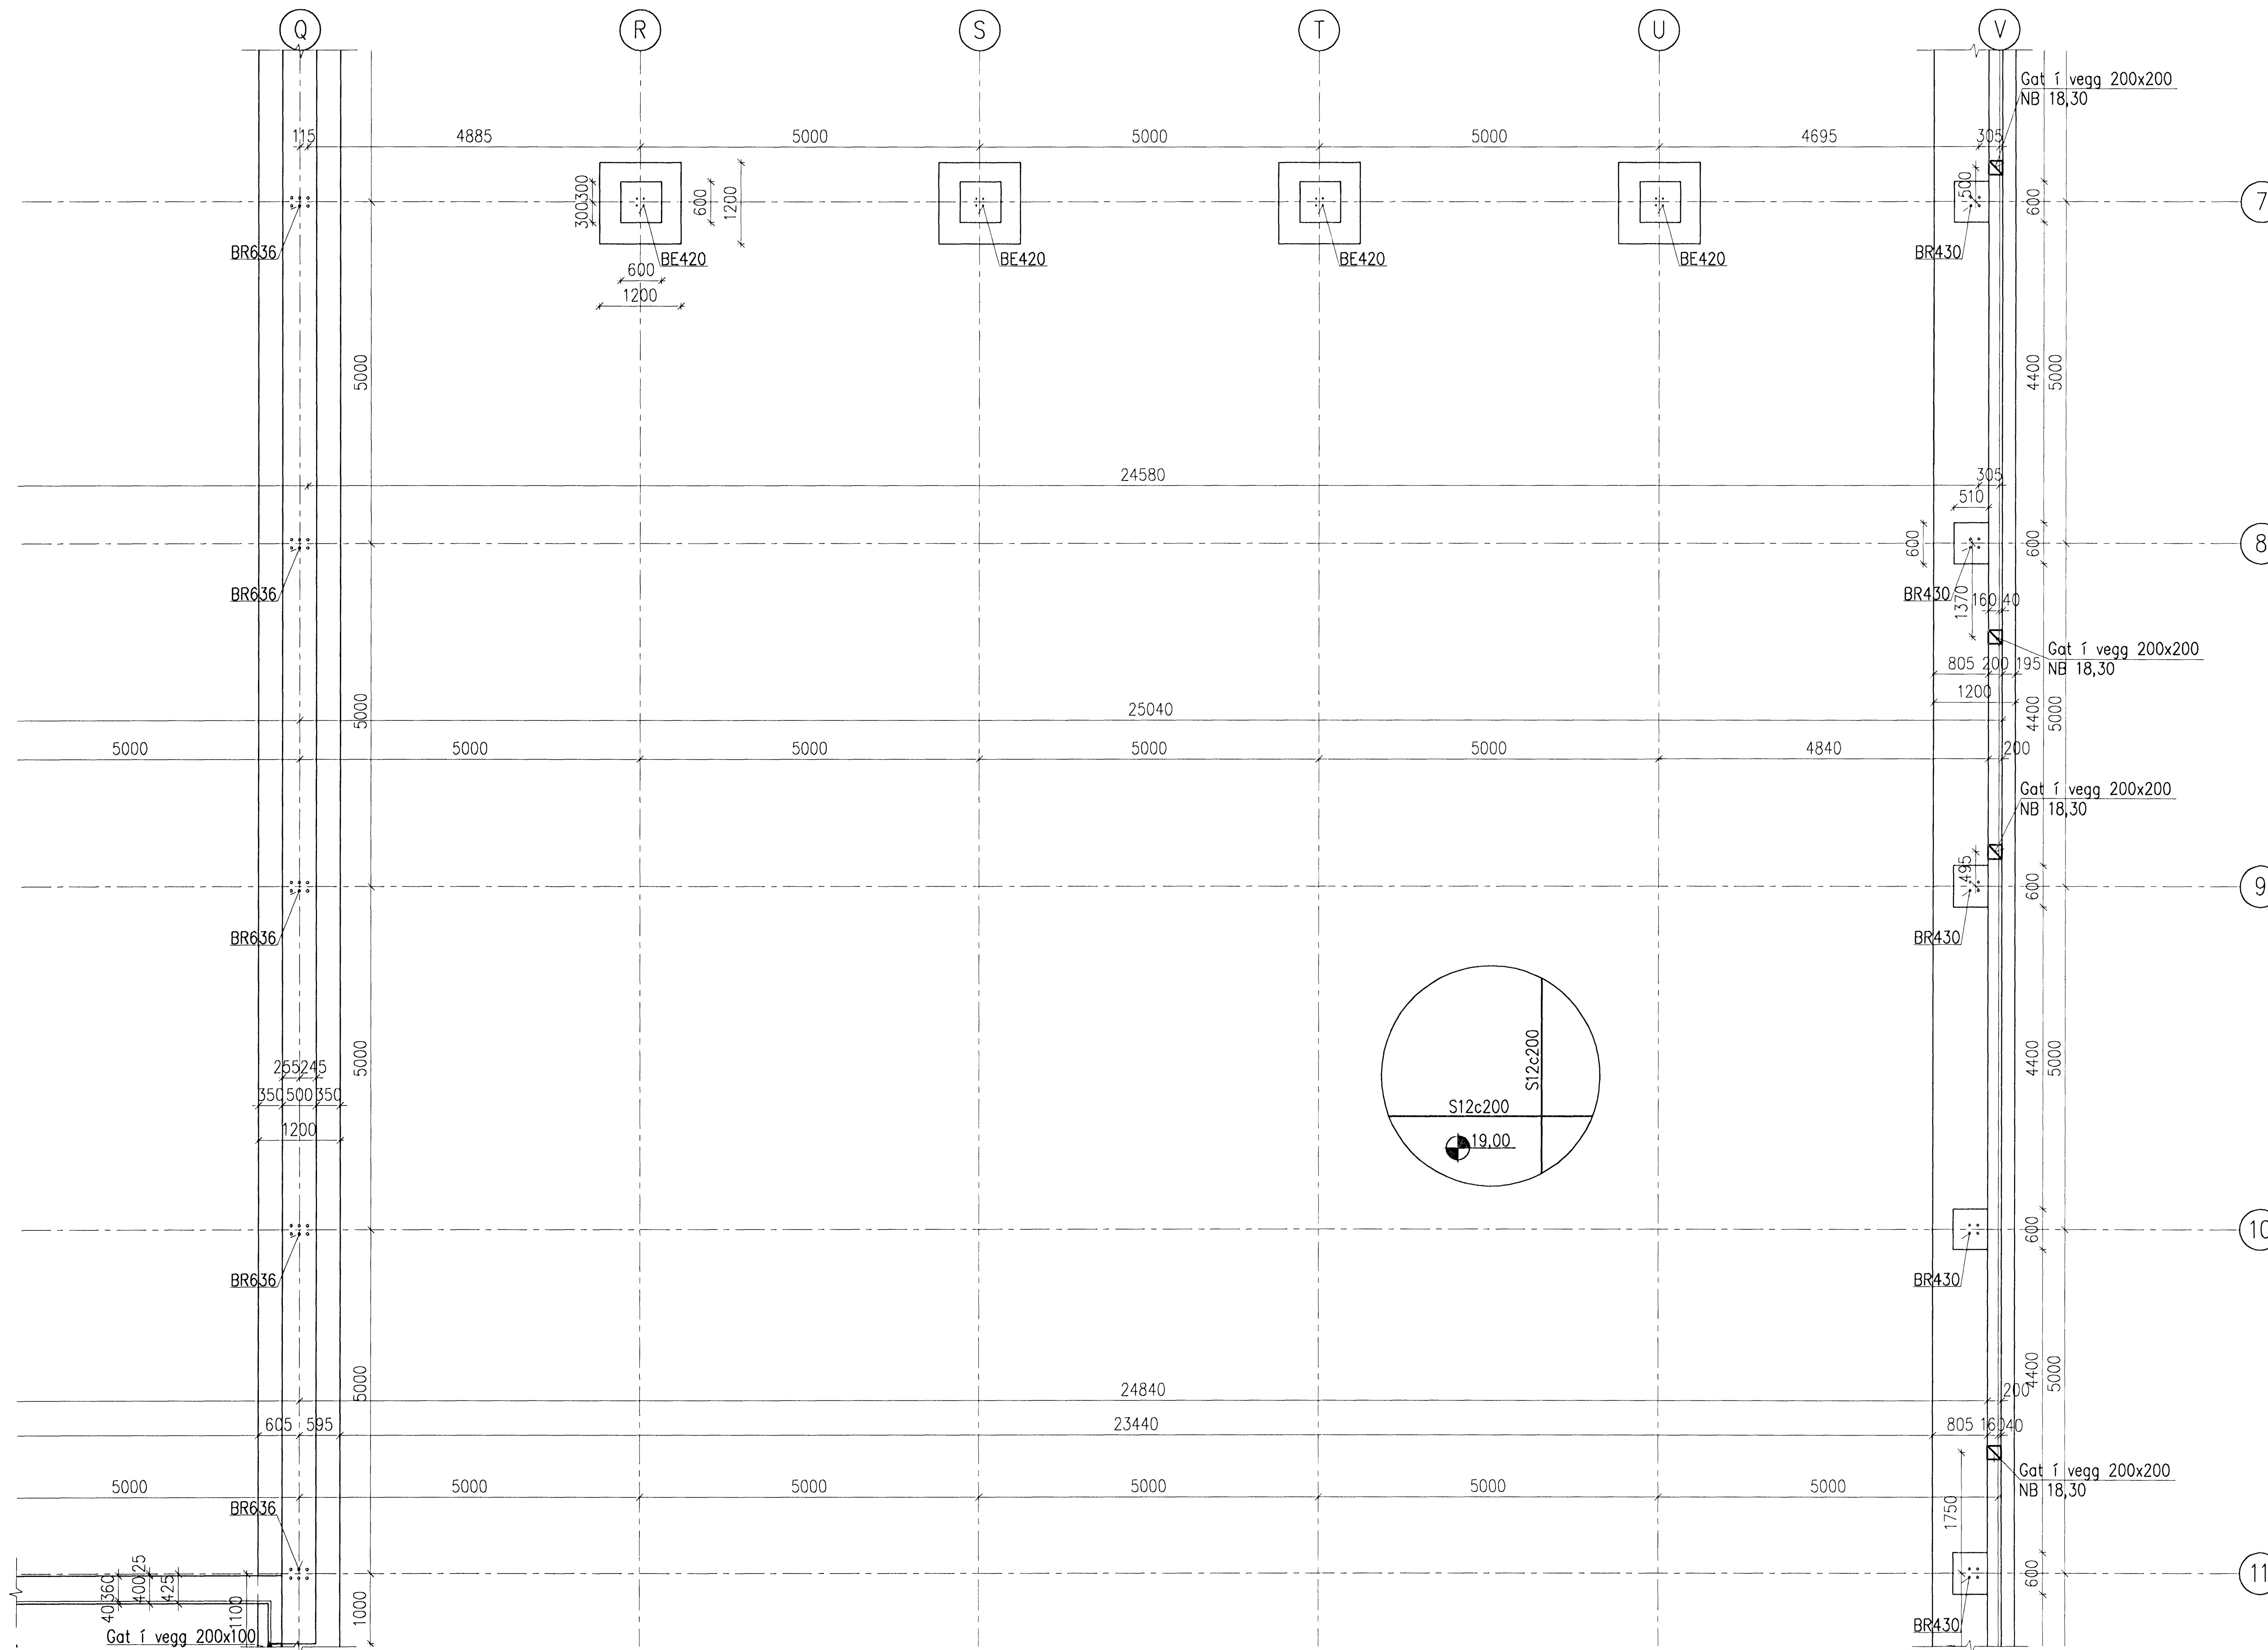 Q R S T U V
Gat í vegg 200x200
NB 18,30
115 4885 5000 5000 5000 4695 305
300 300 600 1200 500 600 7
BR636 BE420 BE420 BE420 BE420 BR430
600
1200
5000 4400 5000
24580 305
510
600 600 8
BR636 BR430
1370 160 40
Gat í vegg 200x200
NB 18,30
805 200 195
1200
5000 4400 5000
25040
5000 5000 5000 5000 5000 4840 200
Gat í vegg 200x200
NB 18,30
495 600 9
BR636 BR430
5000 4400 5000
255 245
350 500 350
1200
S12c200
S12c200
19,00
600 10
BR636 BR430
5000 4400 5000
24840 200
605 595 23440 805 160 40
Gat í vegg 200x200
NB 18,30
5000 5000 5000 5000 5000 5000
BR636
1750
40 360 400 25 425 1100 1000 600 11
BR430
Gat í vegg 200x100